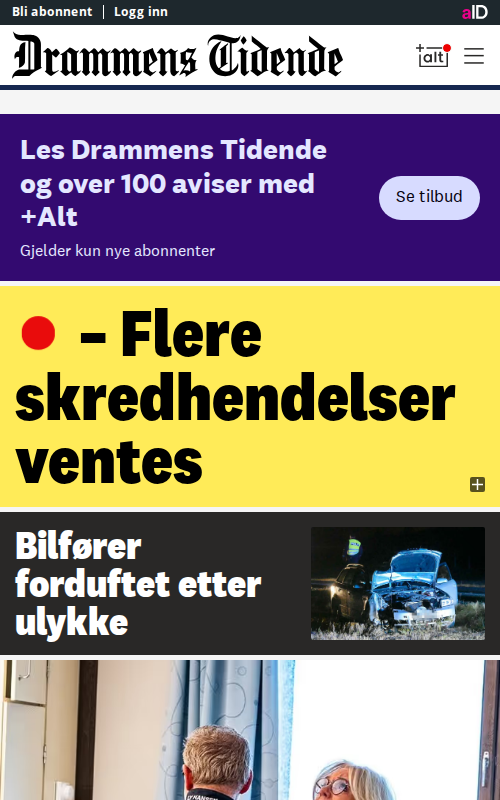 Bli abonnent | Logg inn
aID
Drammens Tidende
+alt
Les Drammens Tidende
og over 100 aviser med
+Alt
Se tilbud
Gjelder kun nye abonnenter
– Flere
skredhendelser
ventes
Bilfører
forduftet etter
ulykke